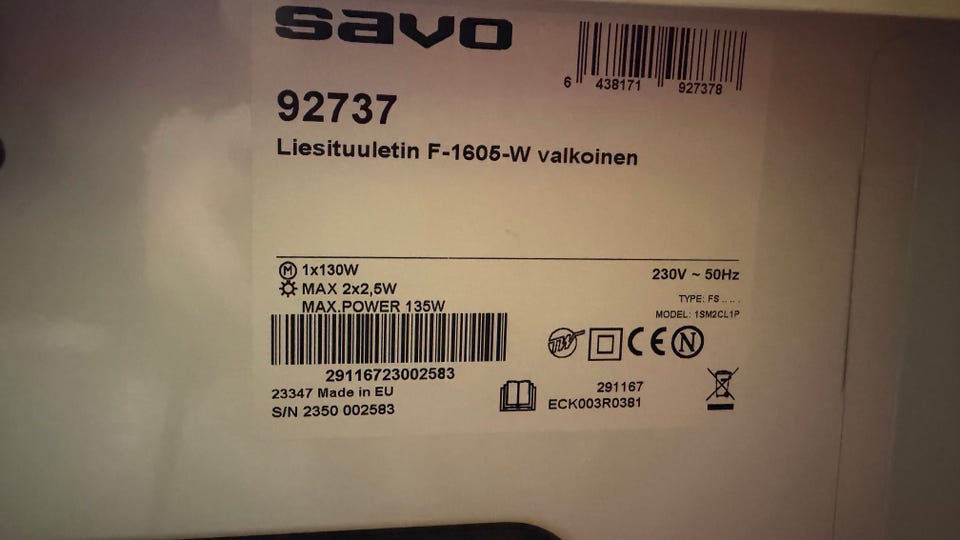 savo
6 438171 927378
92737
Liesituuletin F-1605-W valkoinen
M 1x130W
MAX 2x2,5W
MAX.POWER 135W
230V ~ 50Hz
TYPE: FS .. .. .
MODEL: 1SM2CL1P
CE N
29116723002583
23347 Made in EU
S/N 2350 002583
291167
ECK003R0381